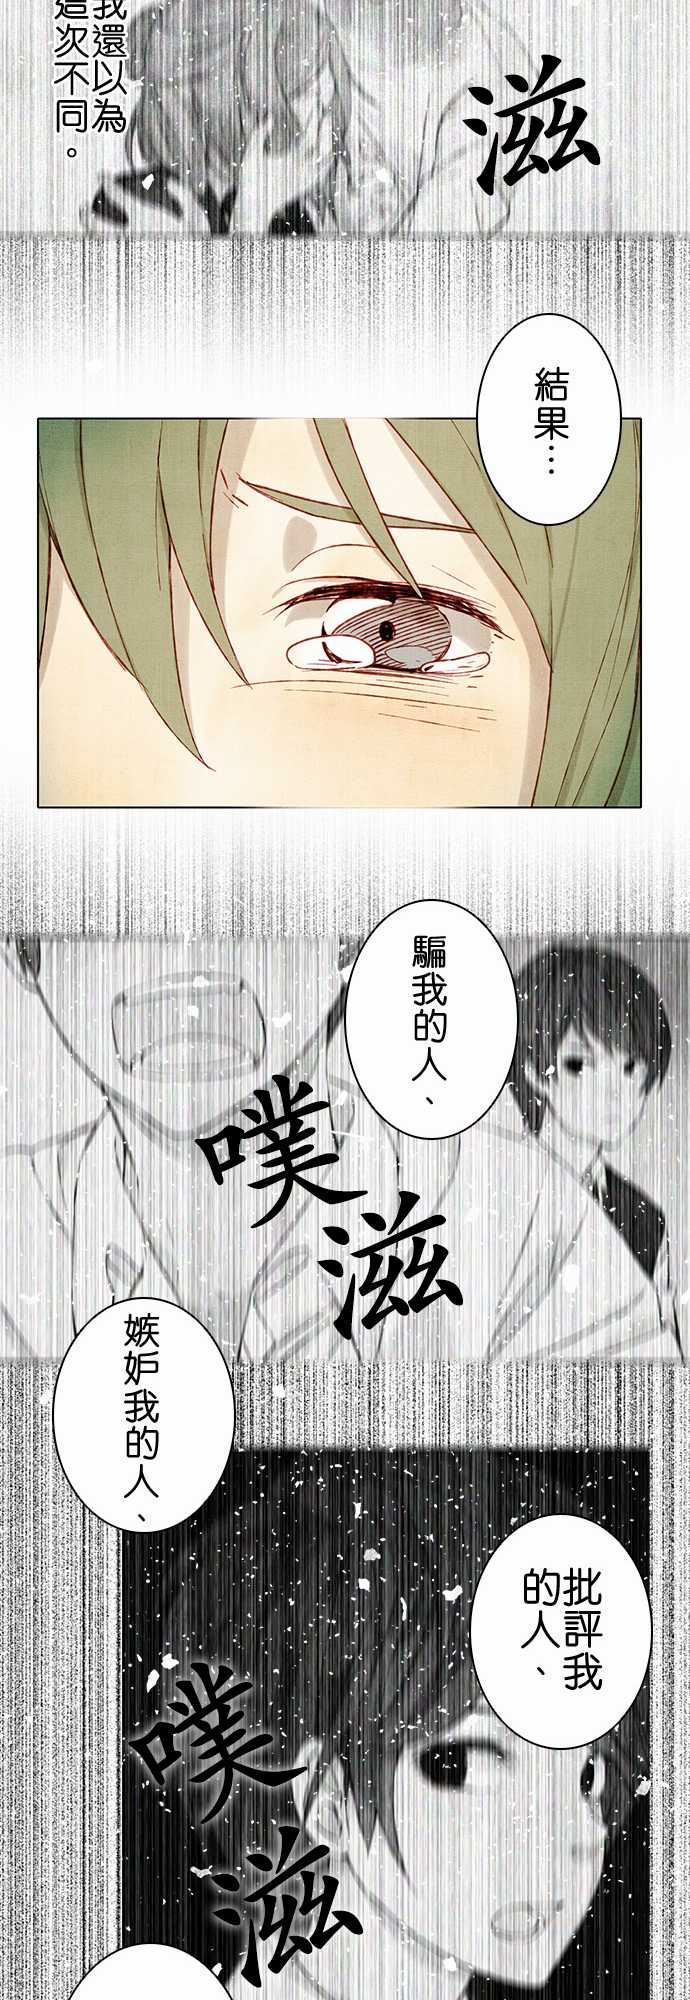 我還以為
這次不同。
滋
結果…
騙我的人、
噗
滋
嫉妒我的人、
批評我
的人、
噗
滋